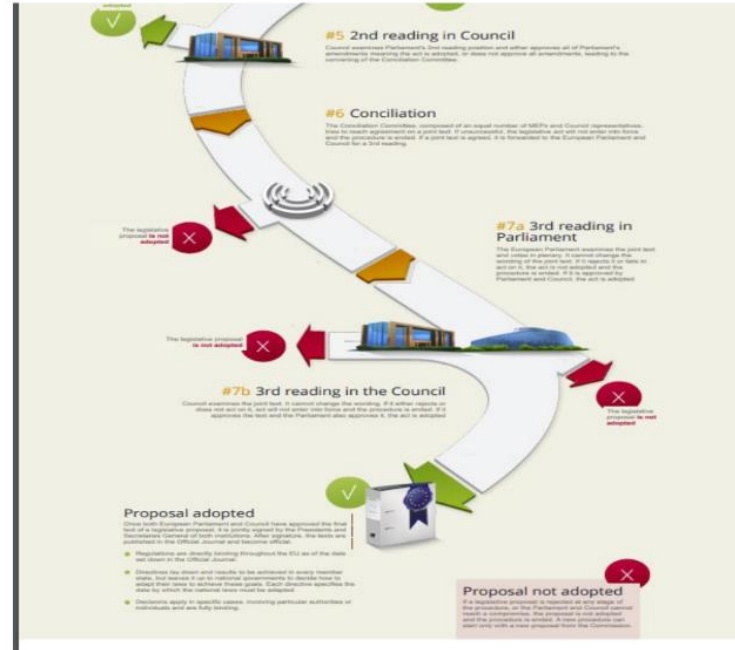 adopted
#5 2nd reading in Council
Council examines Parliament's 2nd reading position and either approves all of Parliament's
amendments meaning the act is adopted, or does not approve all amendments, leading to the
convening of the Conciliation Committee.
#6 Conciliation
The Conciliation Committee, composed of an equal number of MEPs and Council representatives,
tries to reach agreement on a joint text. If unsuccessful, the legislative act will not enter into force
and the procedure is ended. If a joint text is agreed, it is forwarded to the European Parliament and
Council for a 3rd reading.
The legislative
proposal is not
adopted
#7a 3rd reading in
Parliament
The European Parliament examines the joint text
and votes in plenary. It cannot change the
wording of the joint text. If it rejects it or fails to
act on it, the act is not adopted and the
procedure is ended. If it is approved by
Parliament and Council, the act is adopted
The legislative proposal
is not adopted
#7b 3rd reading in the Council
Council examines the joint text. It cannot change the wording. If it either rejects or
does not act on it, act will not enter into force and the procedure is ended. If it
approves the text and the Parliament also approves it, the act is adopted
The legislative
proposal is not
adopted
Proposal adopted
Once both European Parliament and Council have approved the final
text of a legislative proposal, it is jointly signed by the Presidents and
Secretaries General of both institutions. After signature, the texts are
published in the Official Journal and become official.
Regulations are directly binding throughout the EU as of the date
set down in the Official Journal.
Directives lay down end results to be achieved in every member
state, but leaves it up to national governments to decide how to
adapt their laws to achieve these goals. Each directive specifies the
date by which the national laws must be adapted.
Decisions apply in specific cases, involving particular authorities or
individuals and are fully binding.
Proposal not adopted
If a legislative proposal is rejected at any stage of
the procedure, or the Parliament and Council cannot
reach a compromise, the proposal is not adopted
and the procedure is ended. A new procedure can
start only with a new proposal from the Commission.